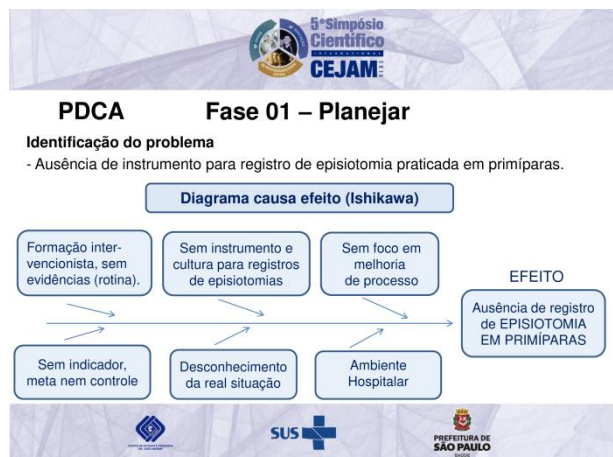 5º Simpósio
Científico
INTERNATIONAL
CEJAM
PDCA Fase 01 – Planejar
Identificação do problema
- Ausência de instrumento para registro de episiotomia praticada em primíparas.
Diagrama causa efeito (Ishikawa)
Formação inter-
vencionista, sem
evidências (rotina).
Sem instrumento e
cultura para registros
de episiotomias
Sem foco em
melhoria
de processo
EFEITO
Ausência de registro
de EPISIOTOMIA
EM PRIMÍPARAS
Sem indicador,
meta nem controle
Desconhecimento
da real situação
Ambiente
Hospitalar
SUS
PREFEITURA DE
SÃO PAULO
SAÚDE